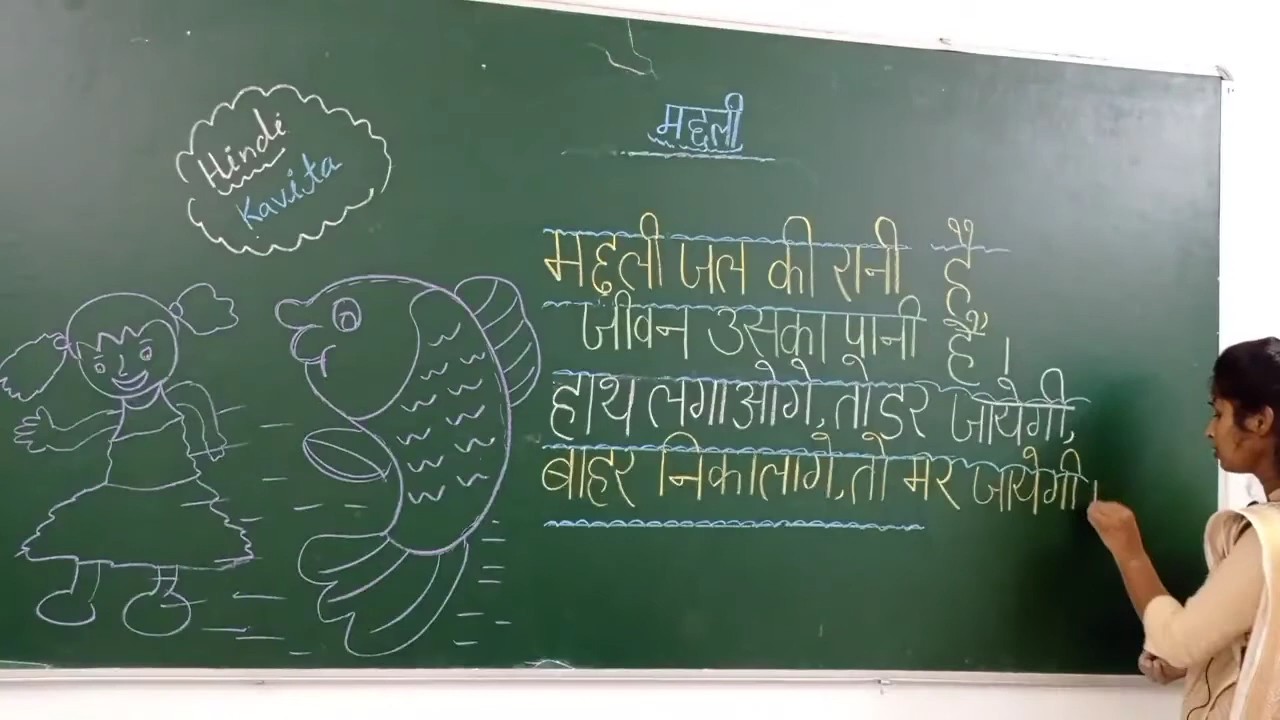 Hindi
Kavita
मछली
मछली जल की रानी है
जीवन उसका पानी है।
हाथ लगाओगे, तो डर जायेगी,
बाहर निकालागे, तो मर जायेगी।